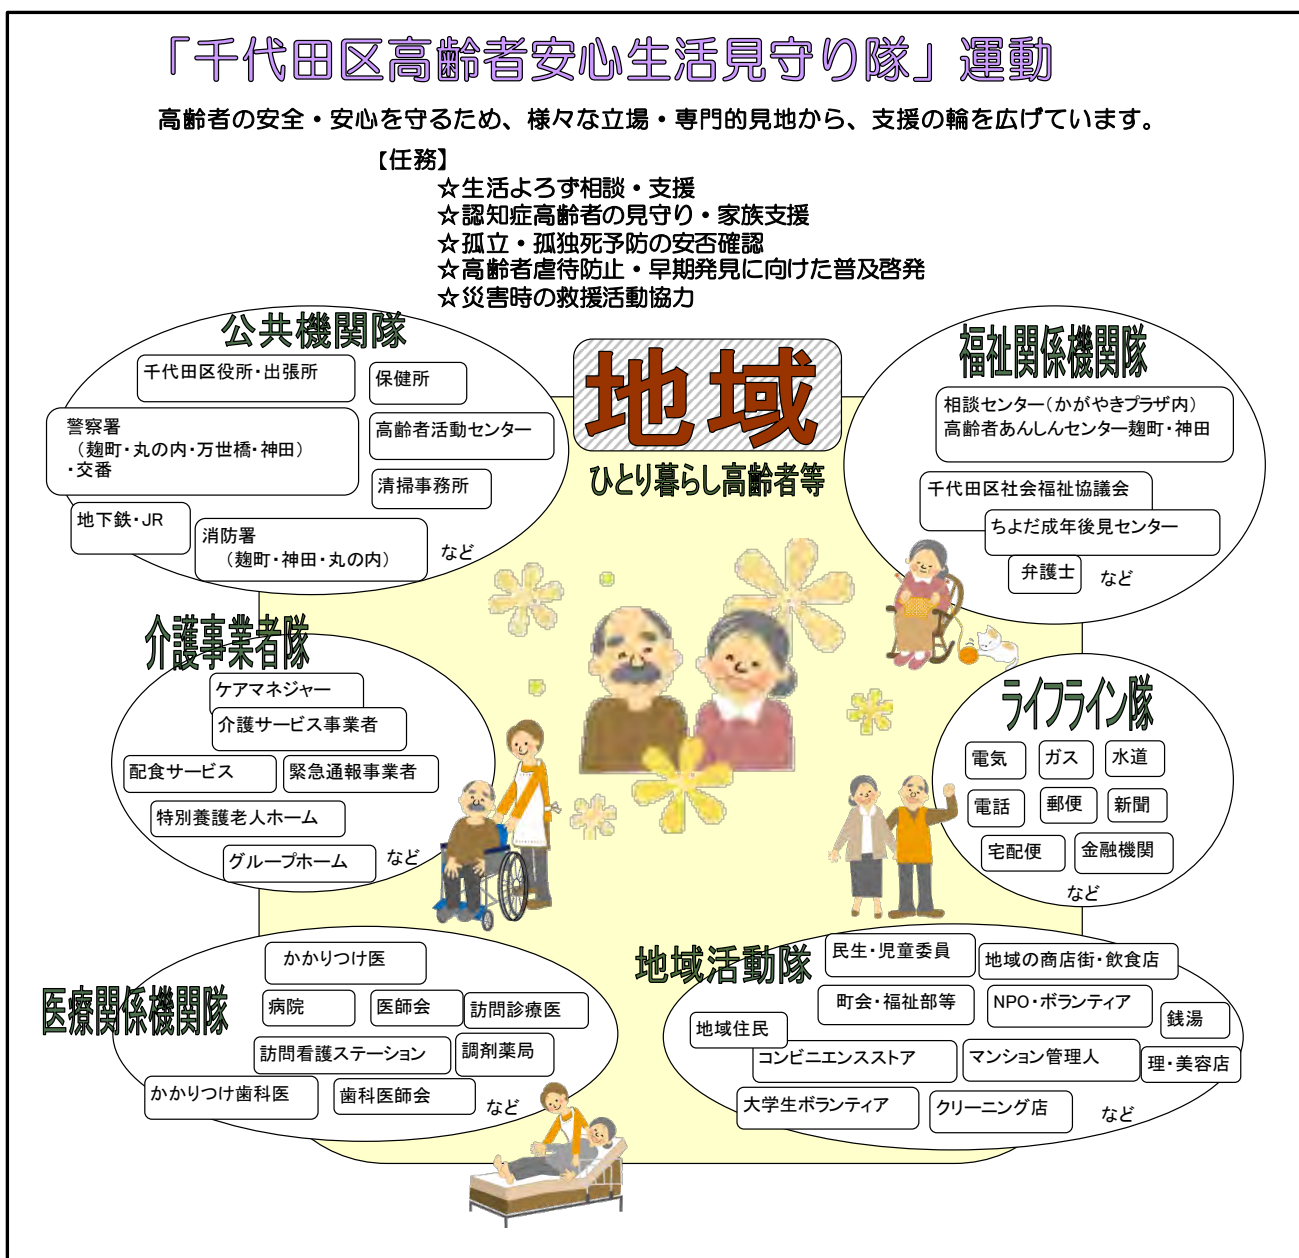 「千代田区高齢者安心生活見守り隊」運動
高齢者の安全・安心を守るため、様々な立場・専門的見地から、支援の輪を広げています。
【任務】
☆生活よろず相談・支援
☆認知症高齢者の見守り・家族支援
☆孤立・孤独死予防の安否確認
☆高齢者虐待防止・早期発見に向けた普及啓発
☆災害時の救援活動協力
公共機関隊
千代田区役所・出張所
保健所
警察署
（麹町・丸の内・万世橋・神田）
・交番
高齢者活動センター
清掃事務所
地下鉄・JR
消防署
（麹町・神田・丸の内）
など
地域
ひとり暮らし高齢者等
福祉関係機関隊
相談センター（かがやきプラザ内）
高齢者あんしんセンター麹町・神田
千代田区社会福祉協議会
ちよだ成年後見センター
弁護士
など
介護事業者隊
ケアマネジャー
介護サービス事業者
配食サービス
緊急通報事業者
特別養護老人ホーム
グループホーム
など
ライフライン隊
電気
ガス
水道
電話
郵便
新聞
宅配便
金融機関
など
医療関係機関隊
かかりつけ医
病院
医師会
訪問診療医
訪問看護ステーション
調剤薬局
かかりつけ歯科医
歯科医師会
など
地域活動隊
民生・児童委員
地域の商店街・飲食店
町会・福祉部等
NPO・ボランティア
銭湯
地域住民
コンビニエンスストア
マンション管理人
理・美容店
大学生ボランティア
クリーニング店
など